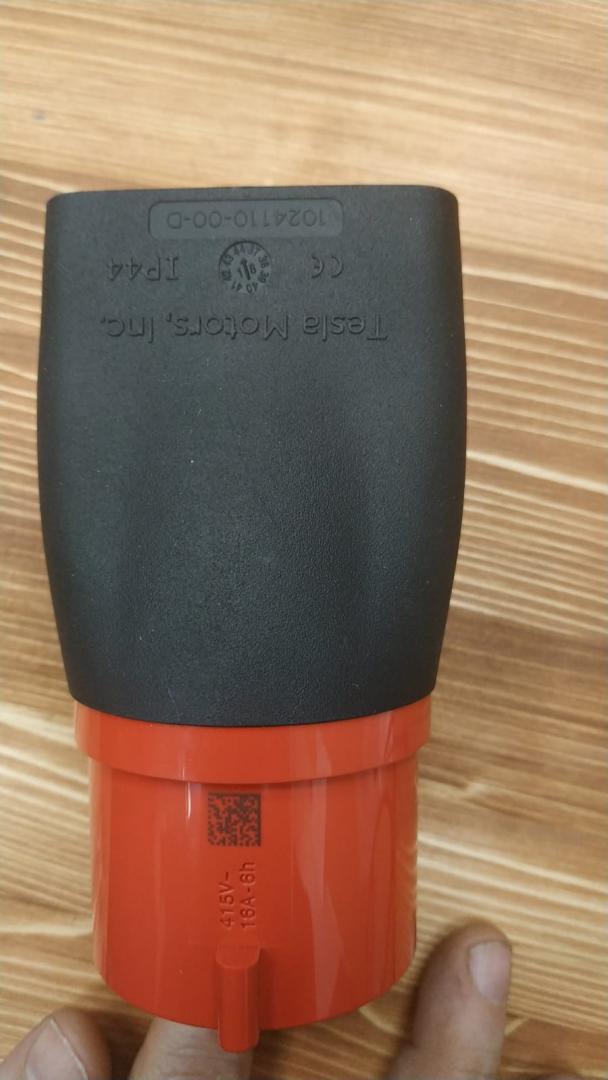 Tesla Motors, Inc.
CE IP44
1024110-00-D
415V~
16A-6h